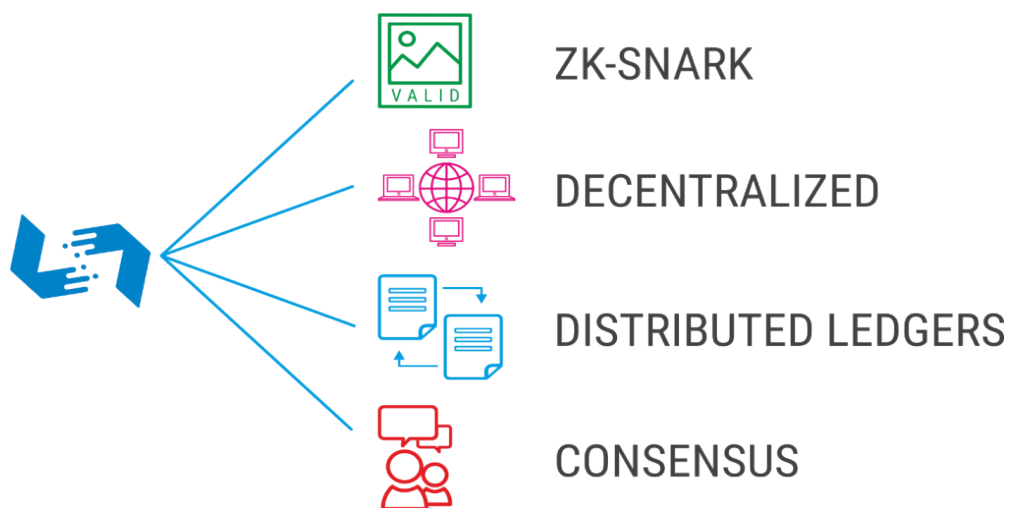 VALID
ZK-SNARK
DECENTRALIZED
DISTRIBUTED LEDGERS
CONSENSUS